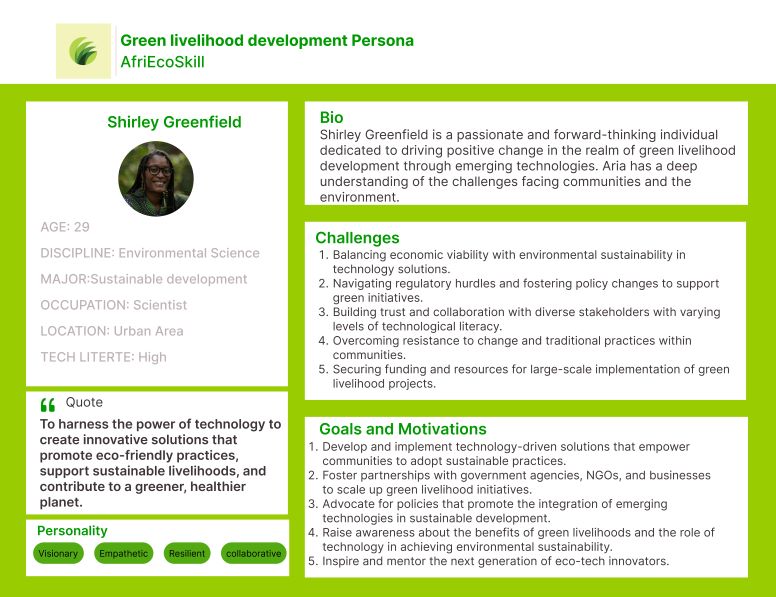 Green livelihood development Persona
AfriEcoSkill
Shirley Greenfield
AGE: 29
DISCIPLINE: Environmental Science
MAJOR:Sustainable development
OCCUPATION: Scientist
LOCATION: Urban Area
TECH LITERTE: High
Quote
To harness the power of technology to
create innovative solutions that
promote eco-friendly practices,
support sustainable livelihoods, and
contribute to a greener, healthier
planet.
Personality
Visionary
Empathetic
Resilient
collaborative
Bio
Shirley Greenfield is a passionate and forward-thinking individual
dedicated to driving positive change in the realm of green livelihood
development through emerging technologies. Aria has a deep
understanding of the challenges facing communities and the
environment.
Challenges
1. Balancing economic viability with environmental sustainability in
technology solutions.
2. Navigating regulatory hurdles and fostering policy changes to support
green initiatives.
3. Building trust and collaboration with diverse stakeholders with varying
levels of technological literacy.
4. Overcoming resistance to change and traditional practices within
communities.
5. Securing funding and resources for large-scale implementation of green
livelihood projects.
Goals and Motivations
1. Develop and implement technology-driven solutions that empower
communities to adopt sustainable practices.
2. Foster partnerships with government agencies, NGOs, and businesses
to scale up green livelihood initiatives.
3. Advocate for policies that promote the integration of emerging
technologies in sustainable development.
4. Raise awareness about the benefits of green livelihoods and the role of
technology in achieving environmental sustainability.
5. Inspire and mentor the next generation of eco-tech innovators.